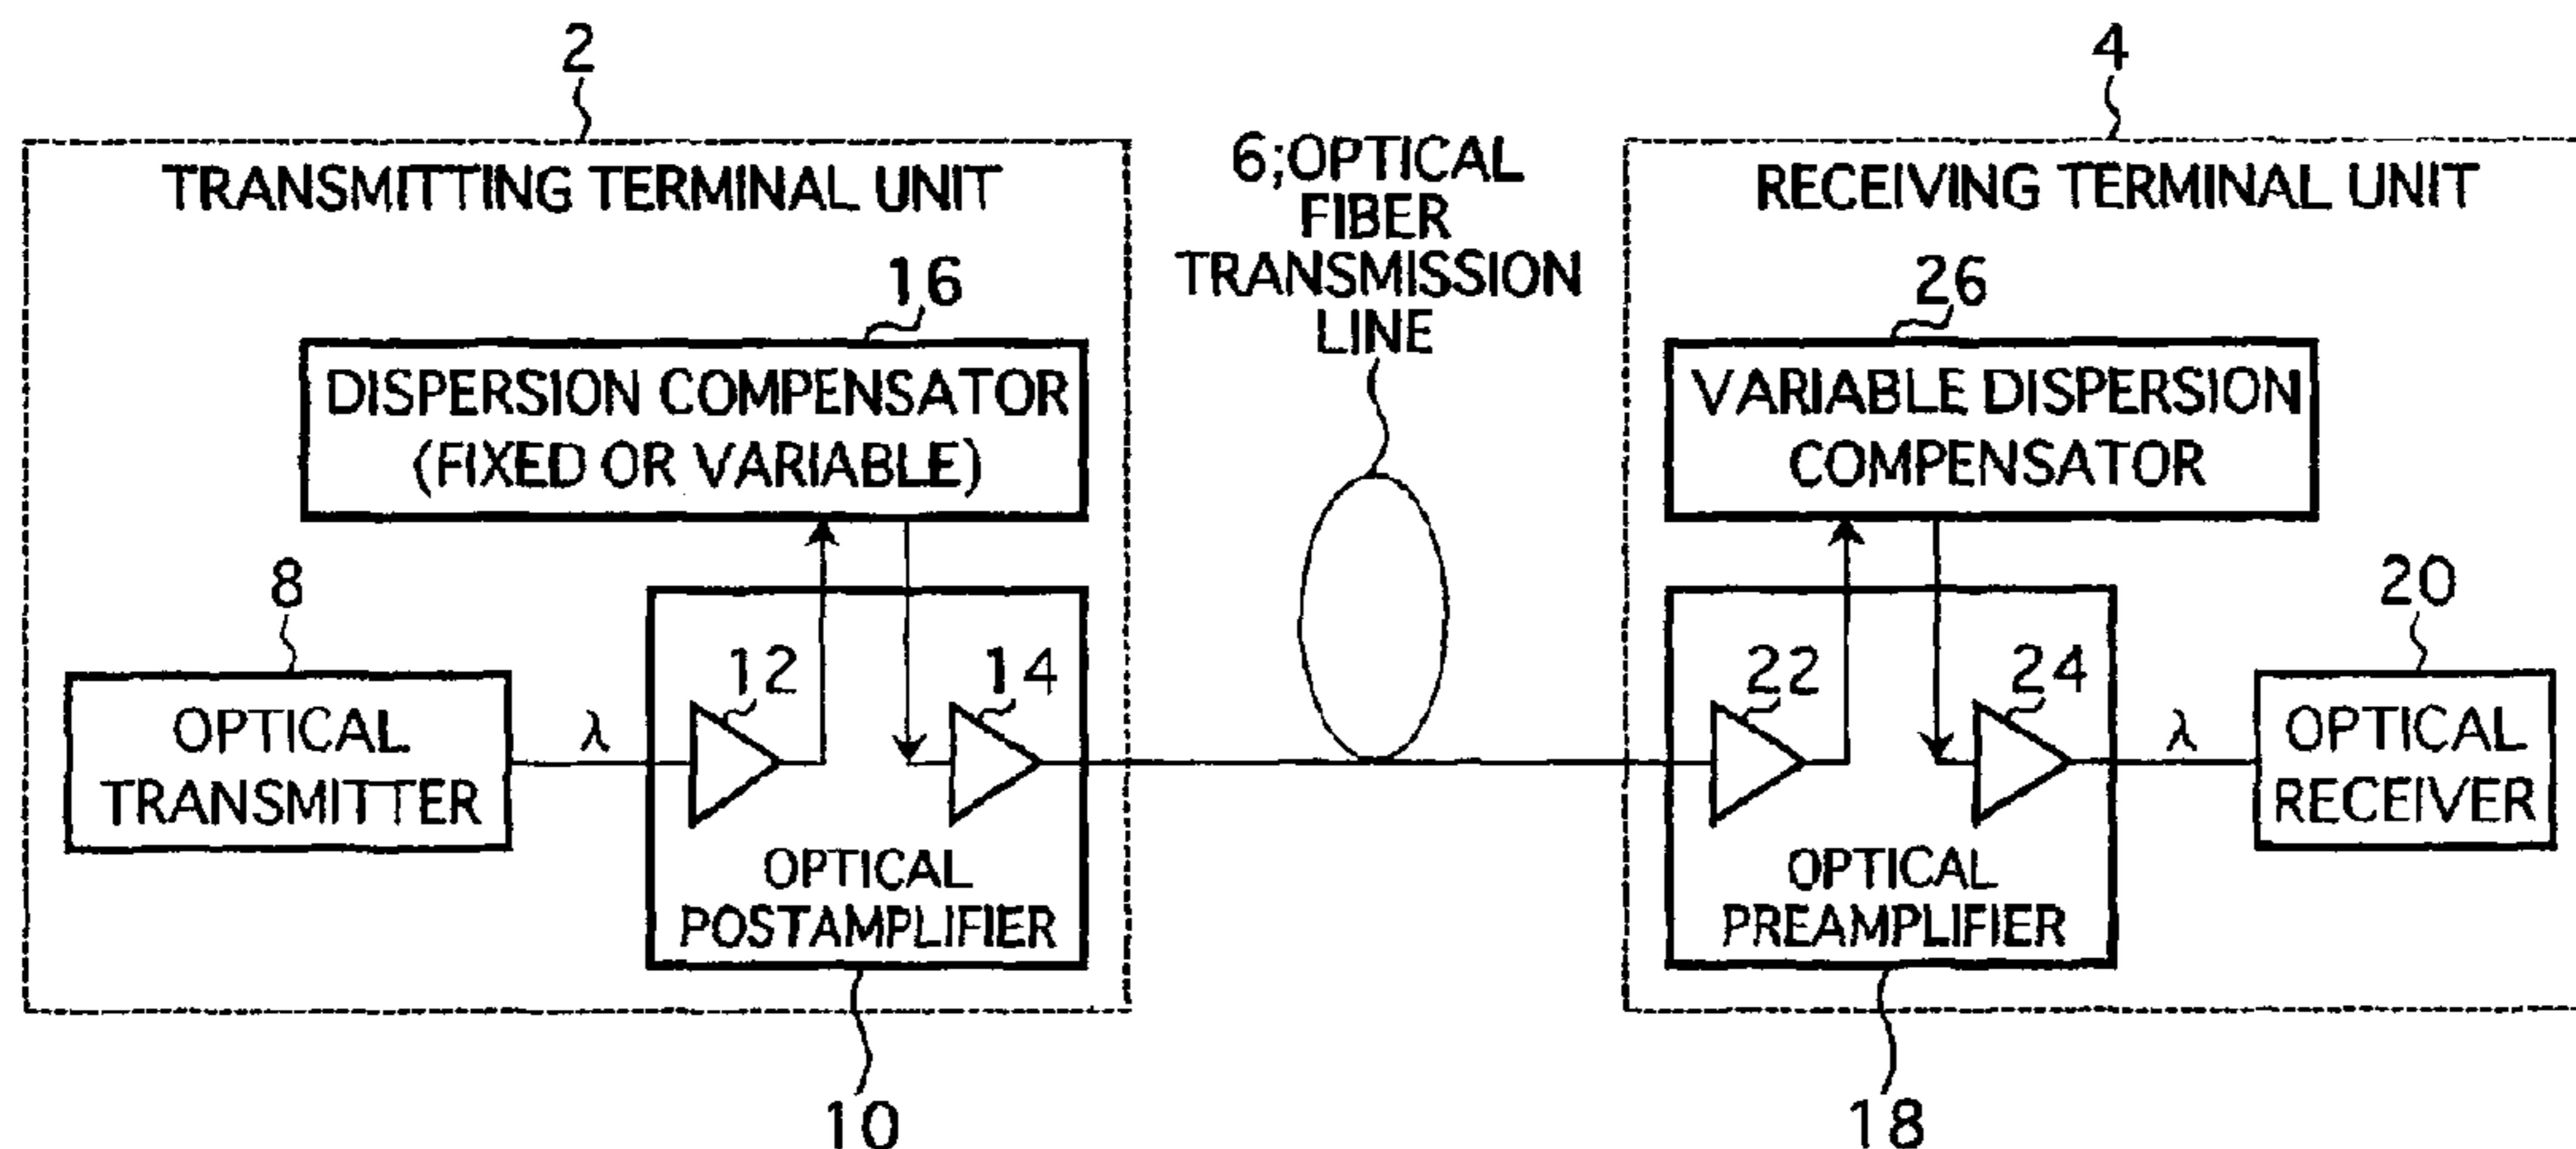 2
4
TRANSMITTING TERMINAL UNIT
6;OPTICAL
FIBER
TRANSMISSION
LINE
RECEIVING TERMINAL UNIT
16
DISPERSION COMPENSATOR
(FIXED OR VARIABLE)
26
VARIABLE DISPERSION
COMPENSATOR
8
OPTICAL
TRANSMITTER
λ
12
14
OPTICAL
POSTAMPLIFIER
10
22
24
OPTICAL
PREAMPLIFIER
18
λ
20
OPTICAL
RECEIVER